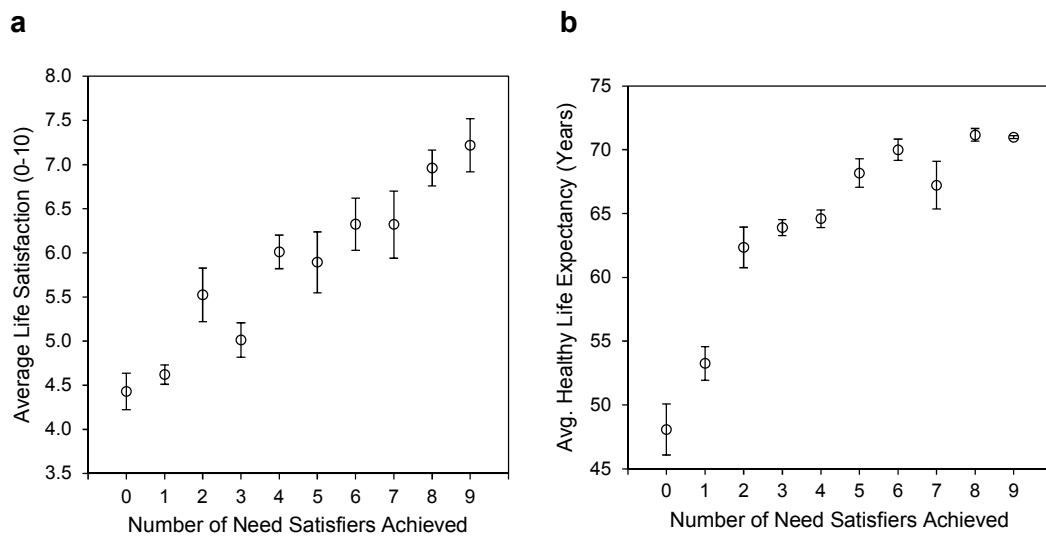 a
8.0
7.5
7.0
6.5
6.0
5.5
5.0
4.5
4.0
3.5
Average Life Satisfaction (0-10)
0 1 2 3 4 5 6 7 8 9
Number of Need Satisfiers Achieved
b
75
70
65
60
55
50
45
Avg. Healthy Life Expectancy (Years)
0 1 2 3 4 5 6 7 8 9
Number of Need Satisfiers Achieved